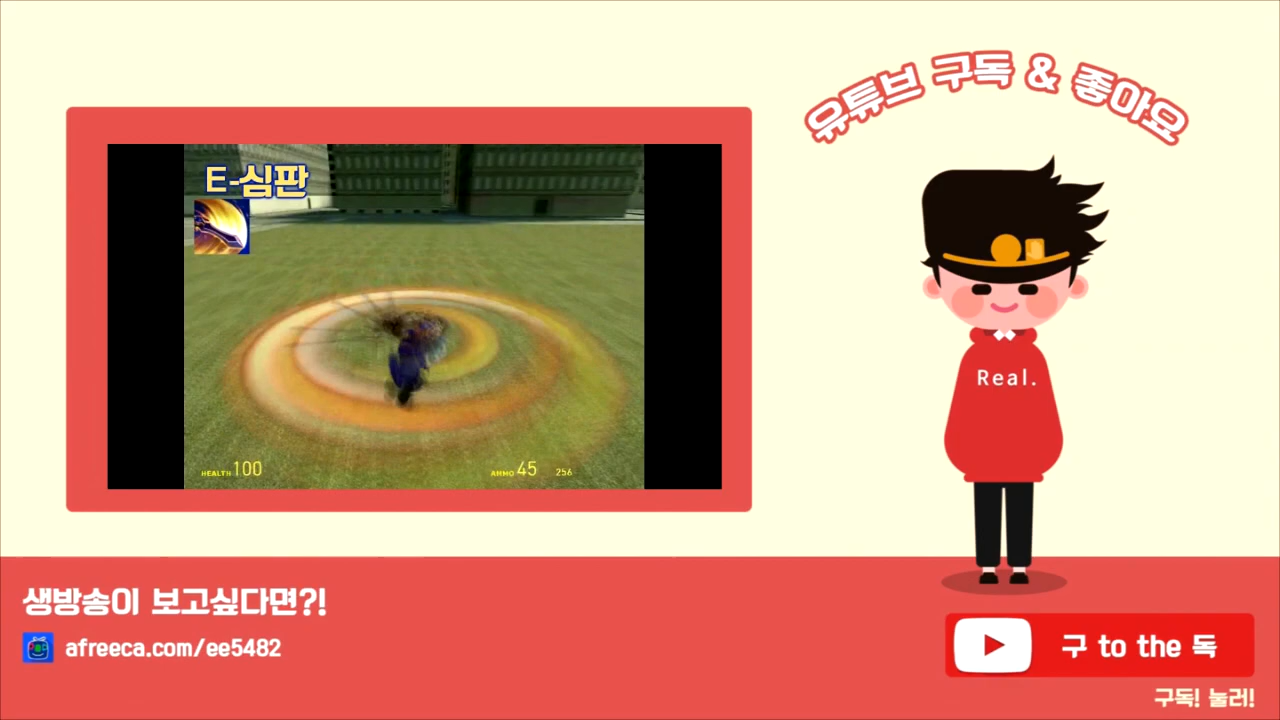 유튜브 구독 & 좋아요
E-심판
Real.
HEALTH 100
AMMO 45 256
생방송이 보고싶다면?!
afreeca.com/ee5482
구 to the 독
구독! 눌러!